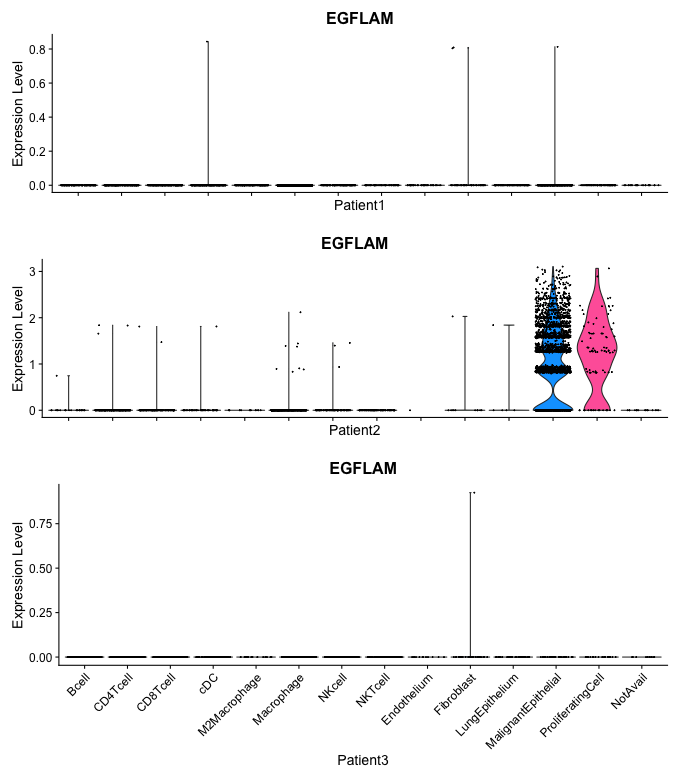 EGFLAM
Expression Level
0.8
0.6
0.4
0.2
0.0
Patient1
EGFLAM
Expression Level
3
2
1
0
Patient2
EGFLAM
Expression Level
0.75
0.50
0.25
0.00
Bcell
CD4Tcell
CD8Tcell
cDC
M2Macrophage
Macrophage
NKcell
NKTcell
Endothelium
Fibroblast
LungEpithelium
MalignantEpithelial
ProliferatingCell
NotAvail
Patient3